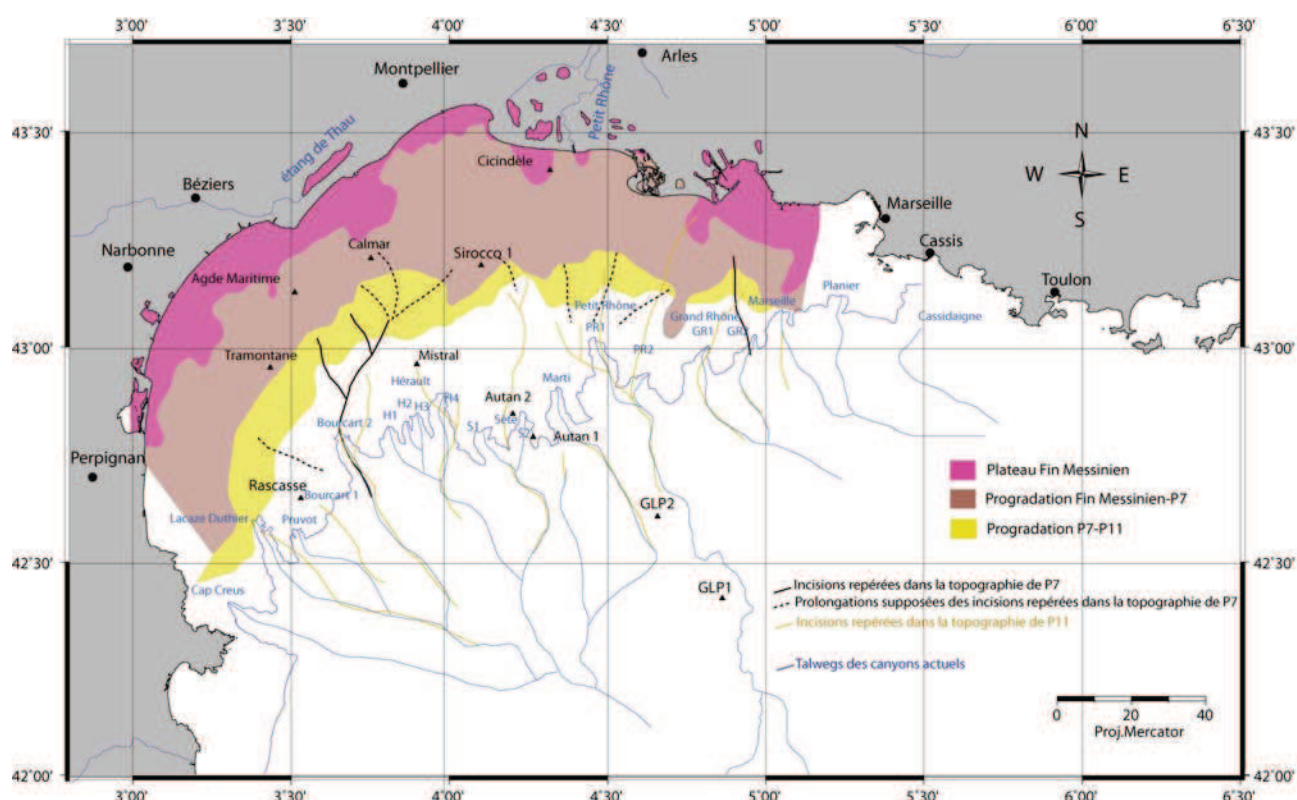 3°00' 3°30' 4°00' 4°30' 5°00' 5°30' 6°00' 6°30'
Arles
Montpellier
Petit Rhône
43°30' 43°30'
étang de Thau
Cicindèle
N
W E
S
Béziers
Marseille
Narbonne
Calmar
Sirocco 1
Cassis
Agde Maritime
Toulon
Petit Rhône
Marseille
Planier
PR1
Grand Rhône
GR1
GR2
Cassidaigne
43°00' 43°00'
Tramontane
Mistral
PR2
Hérault
Marti
H4
H2
H3
H1
Autan 2
Bourcart 2
S1
Sète
S2
Autan 1
Perpignan
Plateau Fin Messinien
Rascasse
Bourcart 1
Progradation Fin Messinien-P7
GLP2
Lacaze Duthier
Pruvot
Progradation P7-P11
42°30' 42°30'
Cap Creus
GLP1
Incisions repérées dans la topographie de P7
Prolongations supposées des incisions repérées dans la topographie de P7
Incisions repérées dans la topographie de P11
Talwegs des canyons actuels
0 20 40
Proj.Mercator
42°00' 42°00'
3°00' 3°30' 4°00' 4°30' 5°00' 5°30' 6°00' 6°30'